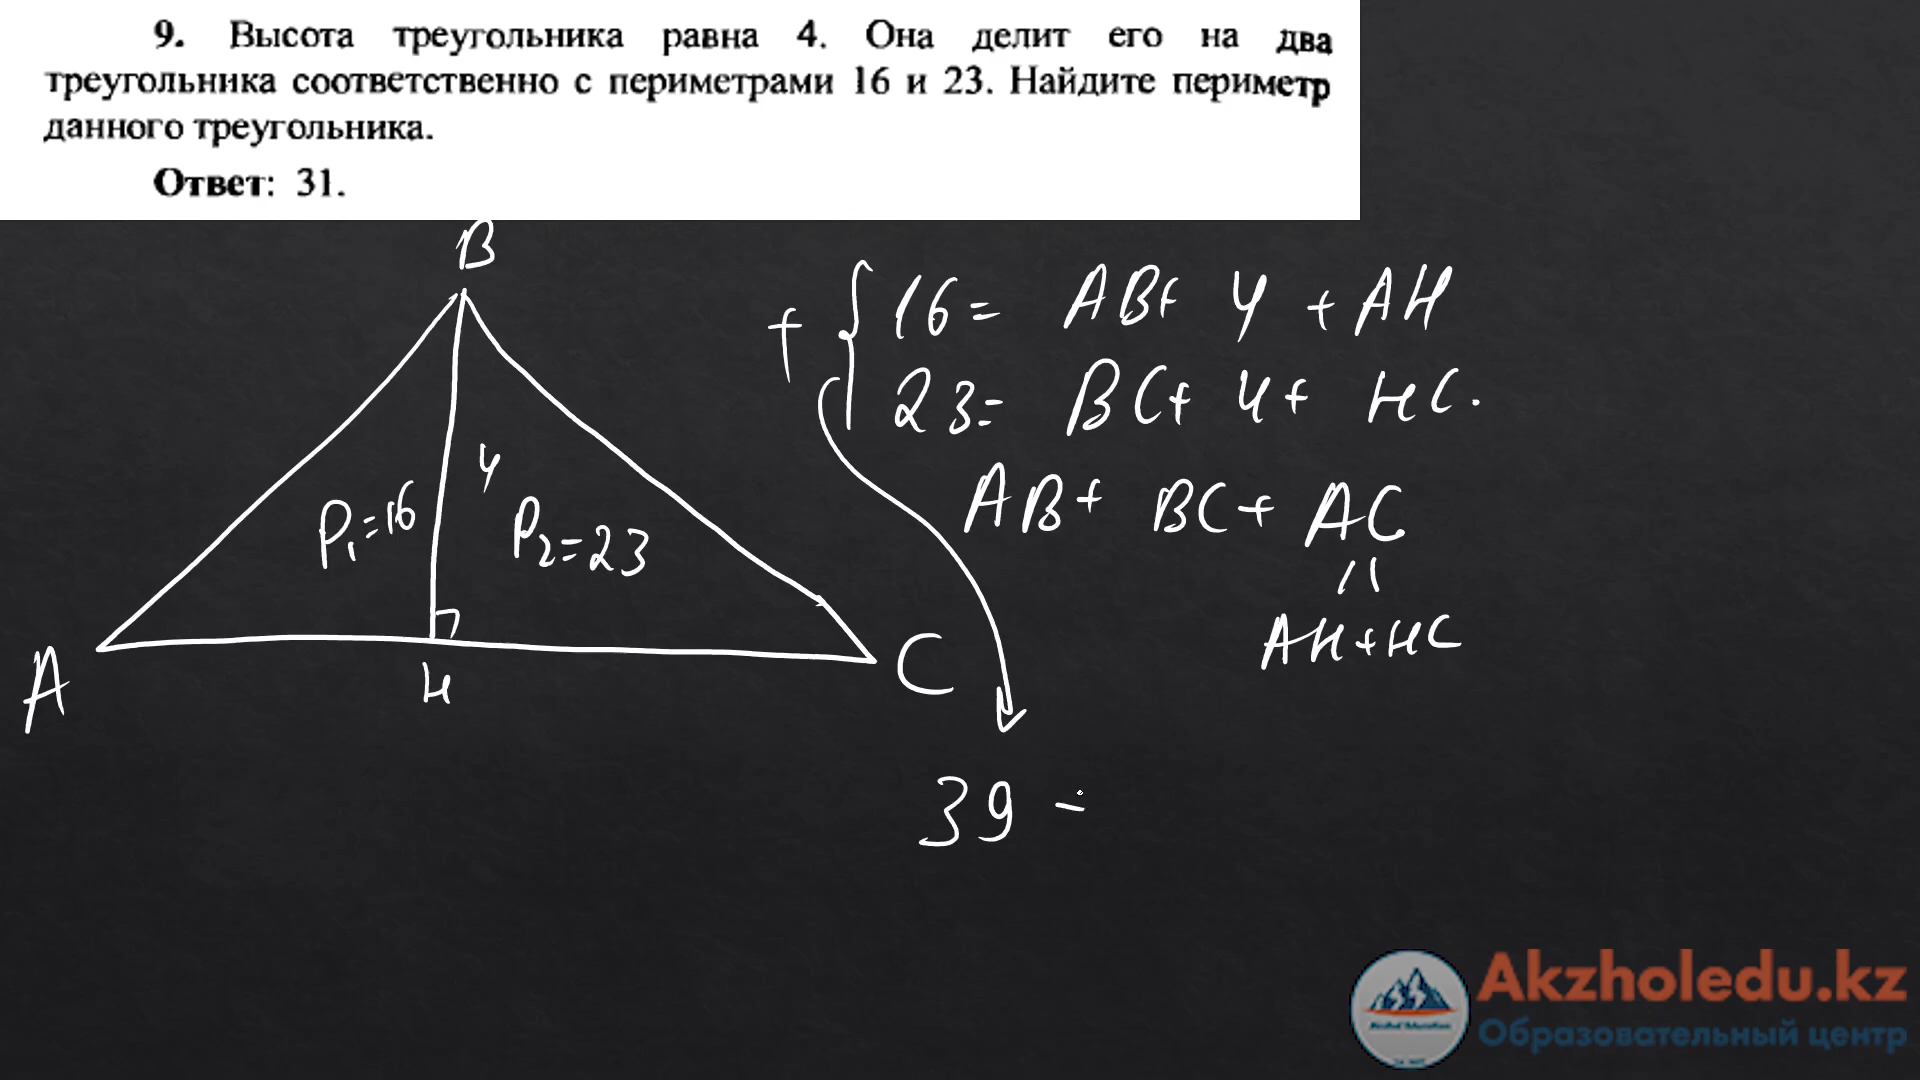 9. Высота треугольника равна 4. Она делит его на два
треугольника соответственно с периметрами 16 и 23. Найдите периметр
данного треугольника.
Ответ: 31.
B
+ { 16 = AB + 4 + AH
23 = BC + 4 + HC.
4
P₁=16
P₂=23
AB + BC + AC
||
AH+HC
A
H
C
39 =
Akzholedu.kz
Образовательный центр